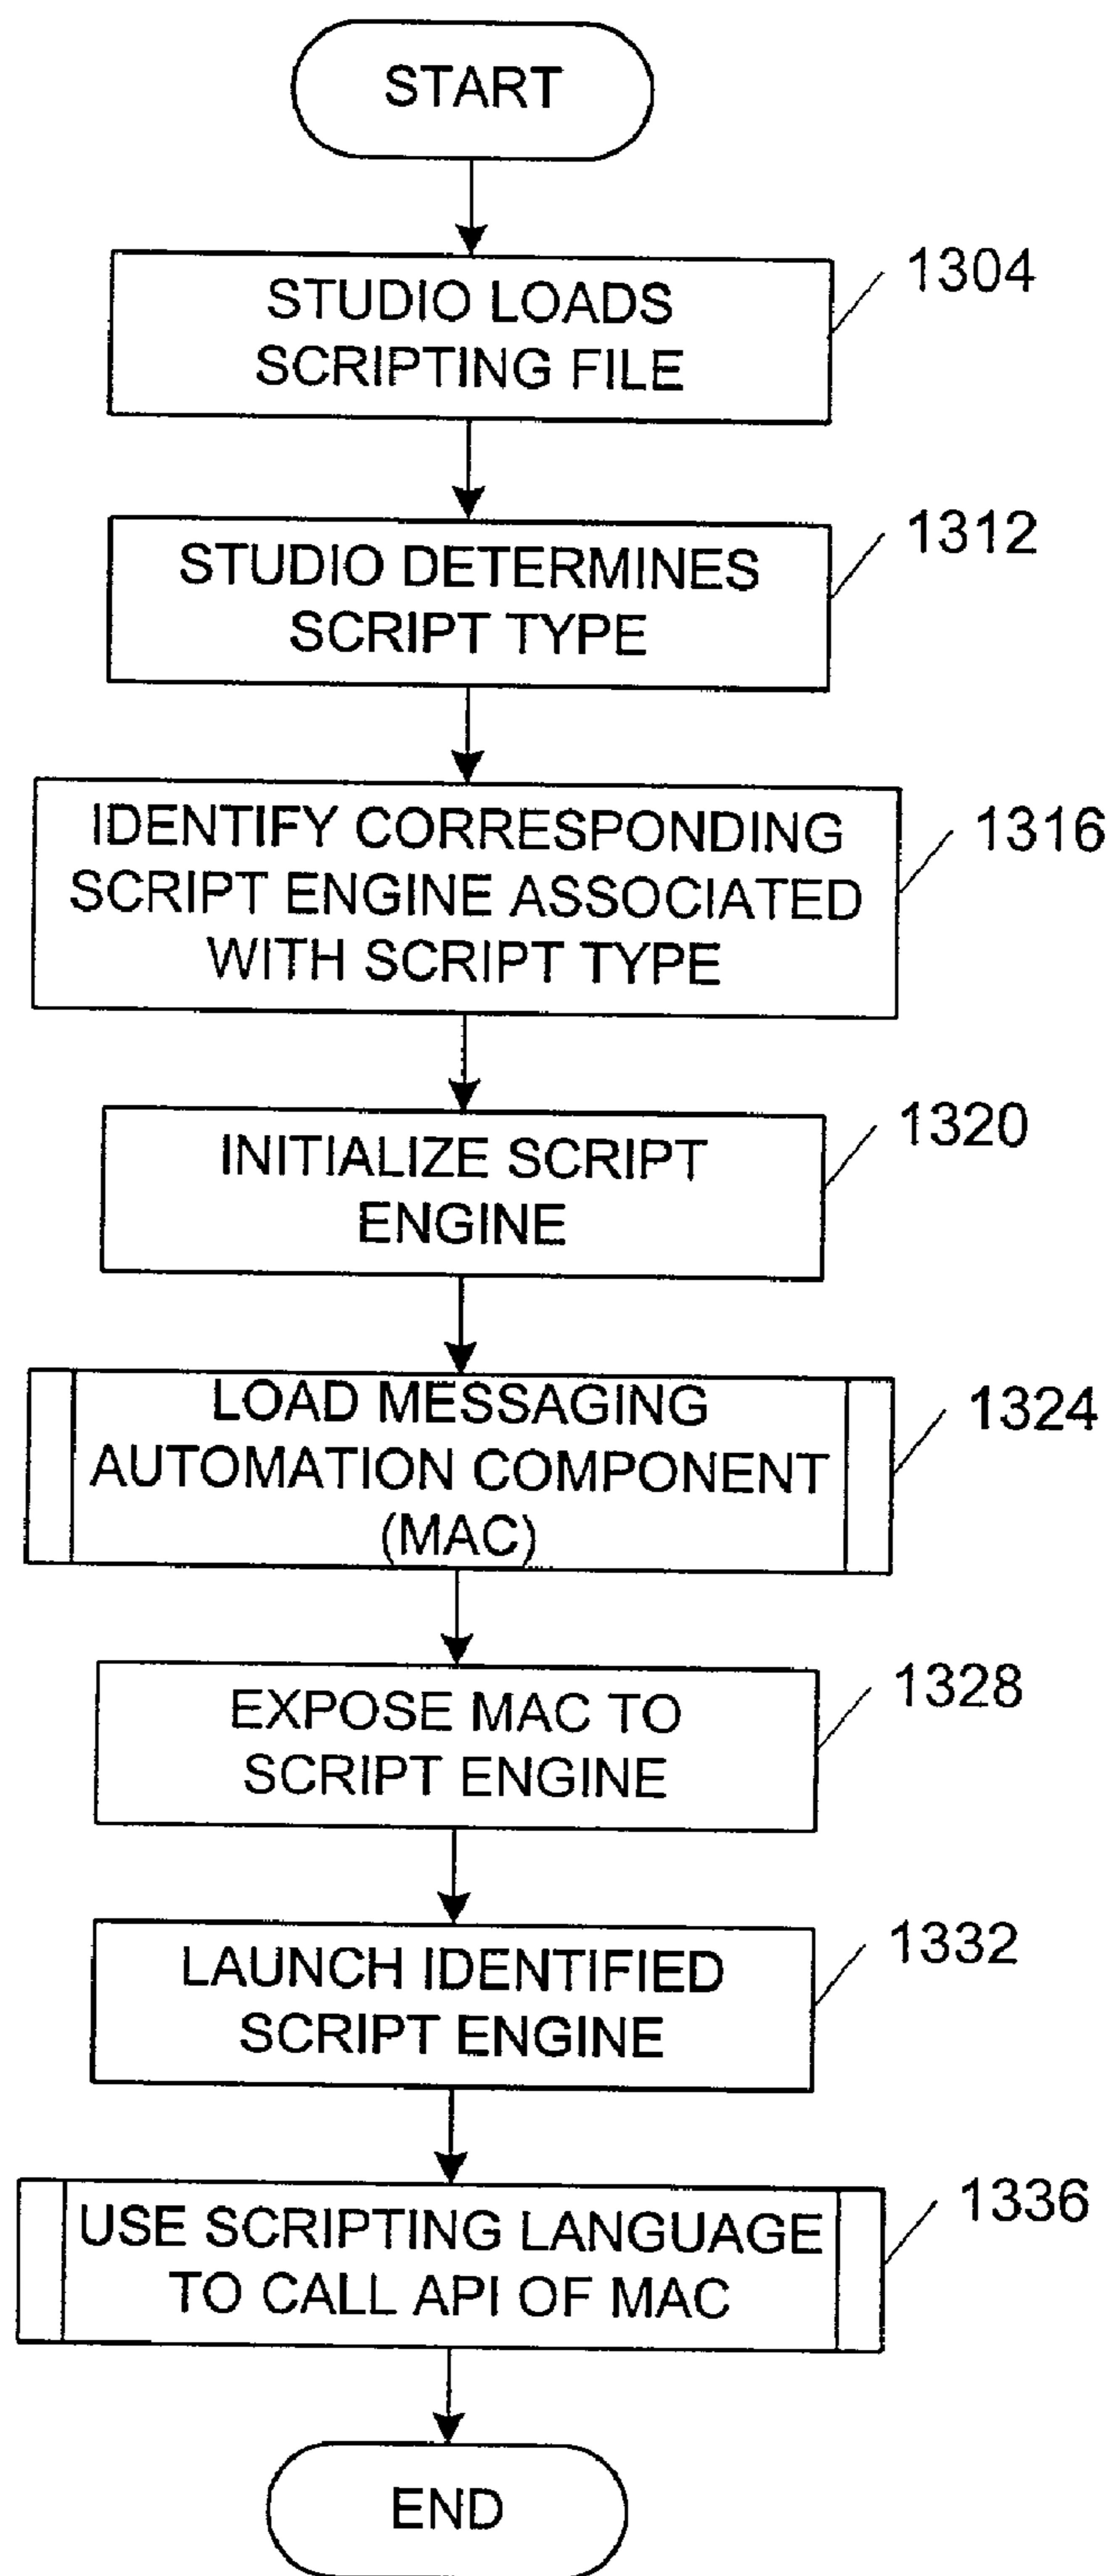 START
STUDIO LOADS
SCRIPTING FILE
1304
STUDIO DETERMINES
SCRIPT TYPE
1312
IDENTIFY CORRESPONDING
SCRIPT ENGINE ASSOCIATED
WITH SCRIPT TYPE
1316
INITIALIZE SCRIPT
ENGINE
1320
LOAD MESSAGING
AUTOMATION COMPONENT
(MAC)
1324
EXPOSE MAC TO
SCRIPT ENGINE
1328
LAUNCH IDENTIFIED
SCRIPT ENGINE
1332
USE SCRIPTING LANGUAGE
TO CALL API OF MAC
1336
END